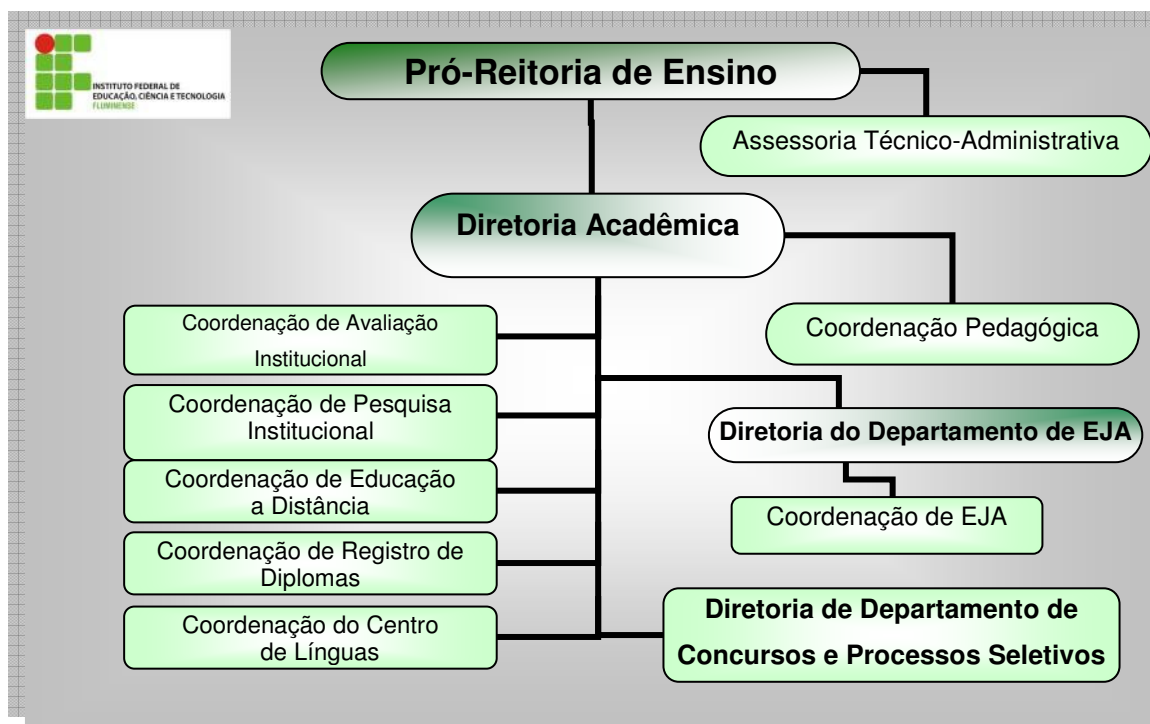 INSTITUTO FEDERAL DE
EDUCAÇÃO, CIÊNCIA E TECNOLOGIA
FLUMINENSE
Pró-Reitoria de Ensino
Assessoria Técnico-Administrativa
Diretoria Acadêmica
Coordenação Pedagógica
Coordenação de Avaliação
Institucional
Coordenação de Pesquisa
Institucional
Coordenação de Educação
a Distância
Coordenação de Registro de
Diplomas
Coordenação do Centro
de Línguas
Diretoria do Departamento de EJA
Coordenação de EJA
Diretoria de Departamento de
Concursos e Processos Seletivos